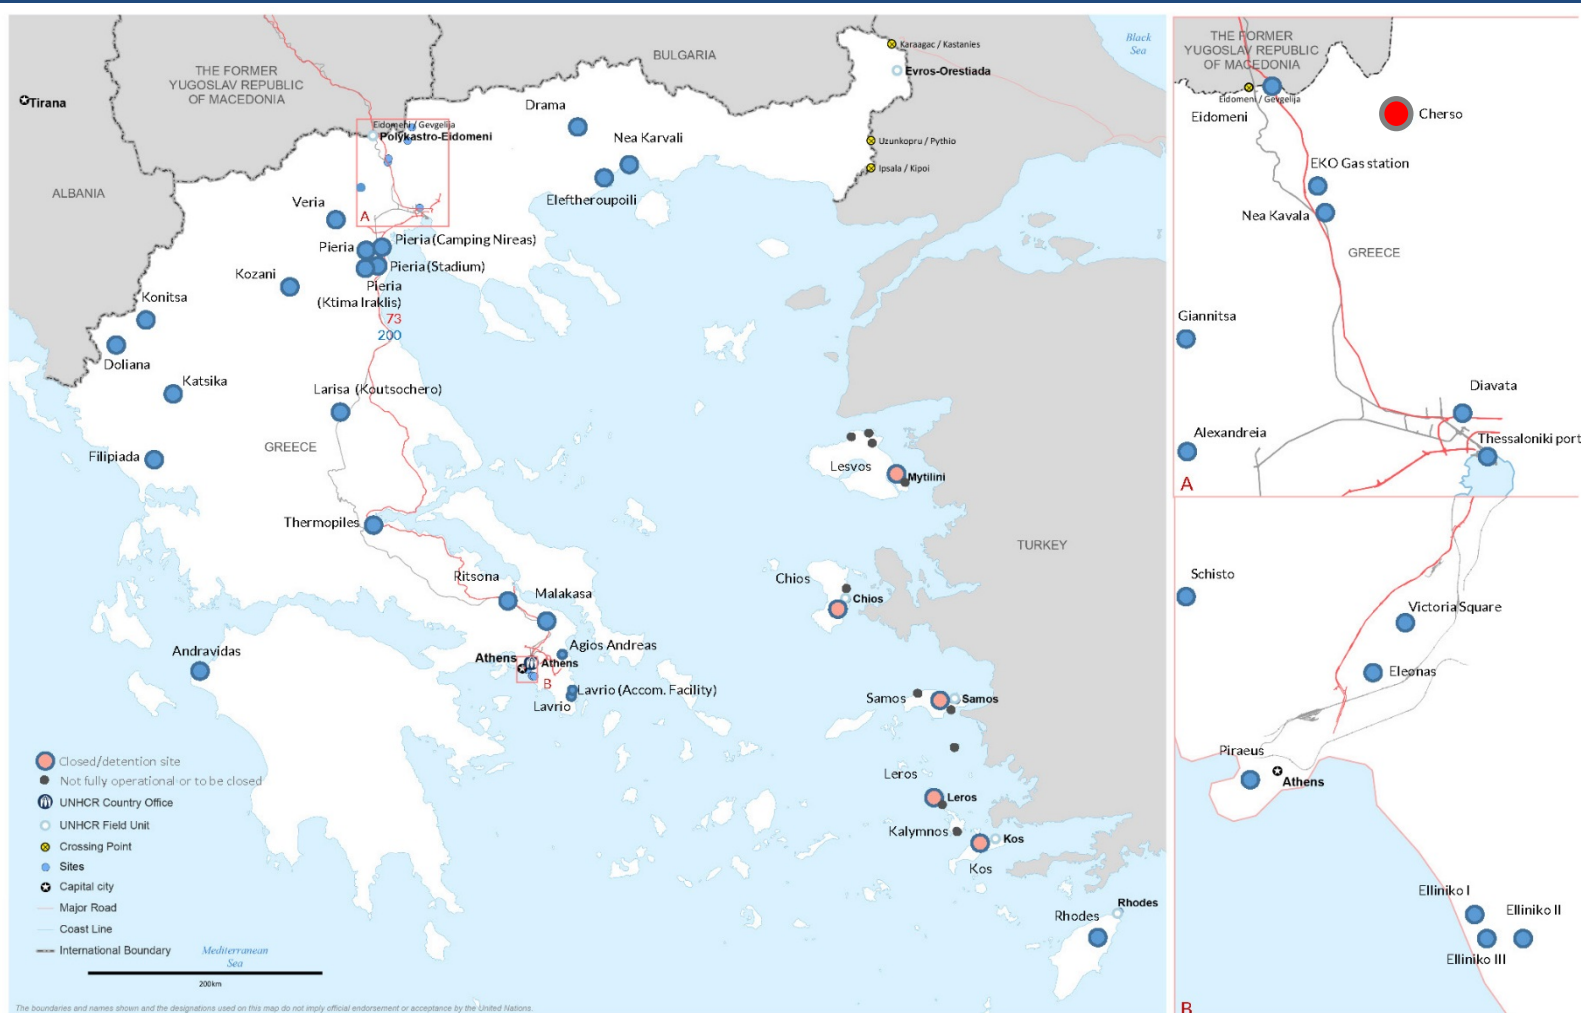 BULGARIA
Black
Sea
THE FORMER
YUGOSLAV REPUBLIC
OF MACEDONIA
Tirana
ALBANIA
Karaagac / Kastanies
Evros-Orestiada
Drama
Eidomeni / Gevgelija
Polykastro-Eidomeni
Nea Karvali
Uzunkopru / Pythio
Ipsala / Kipoi
Eleftheroupoili
Veria
A
Pieria
Pieria (Camping Nireas)
Pieria (Stadium)
Kozani
Pieria
(Ktima Iraklis)
73
200
Konitsa
Doliana
Katsika
Larisa (Koutsochero)
GREECE
Filipiada
Lesvos
Mytilini
Thermopiles
TURKEY
Ritsona
Malakasa
Chios
Chios
Agios Andreas
Athens
Athens
B
Andravidas
Lavrio (Accom. Facility)
Lavrio
Samos
Samos
Leros
Leros
Kalymnos
Kos
Kos
Rhodes
Rhodes
Closed/detention site
Not fully operational or to be closed
UNHCR Country Office
UNHCR Field Unit
Crossing Point
Sites
Capital city
Major Road
Coast Line
International Boundary
Mediterranean
Sea
200km
The boundaries and names shown and the designations used on this map do not imply official endorsement or acceptance by the United Nations.
THE FORMER
YUGOSLAV REPUBLIC
OF MACEDONIA
Eidomeni / Gevgelija
Eidomeni
Cherso
EKO Gas station
Nea Kavala
GREECE
Giannitsa
Diavata
Alexandreia
Thessaloniki port
A
Schisto
Victoria Square
Eleonas
Piraeus
Athens
Elliniko I
Elliniko II
Elliniko III
B